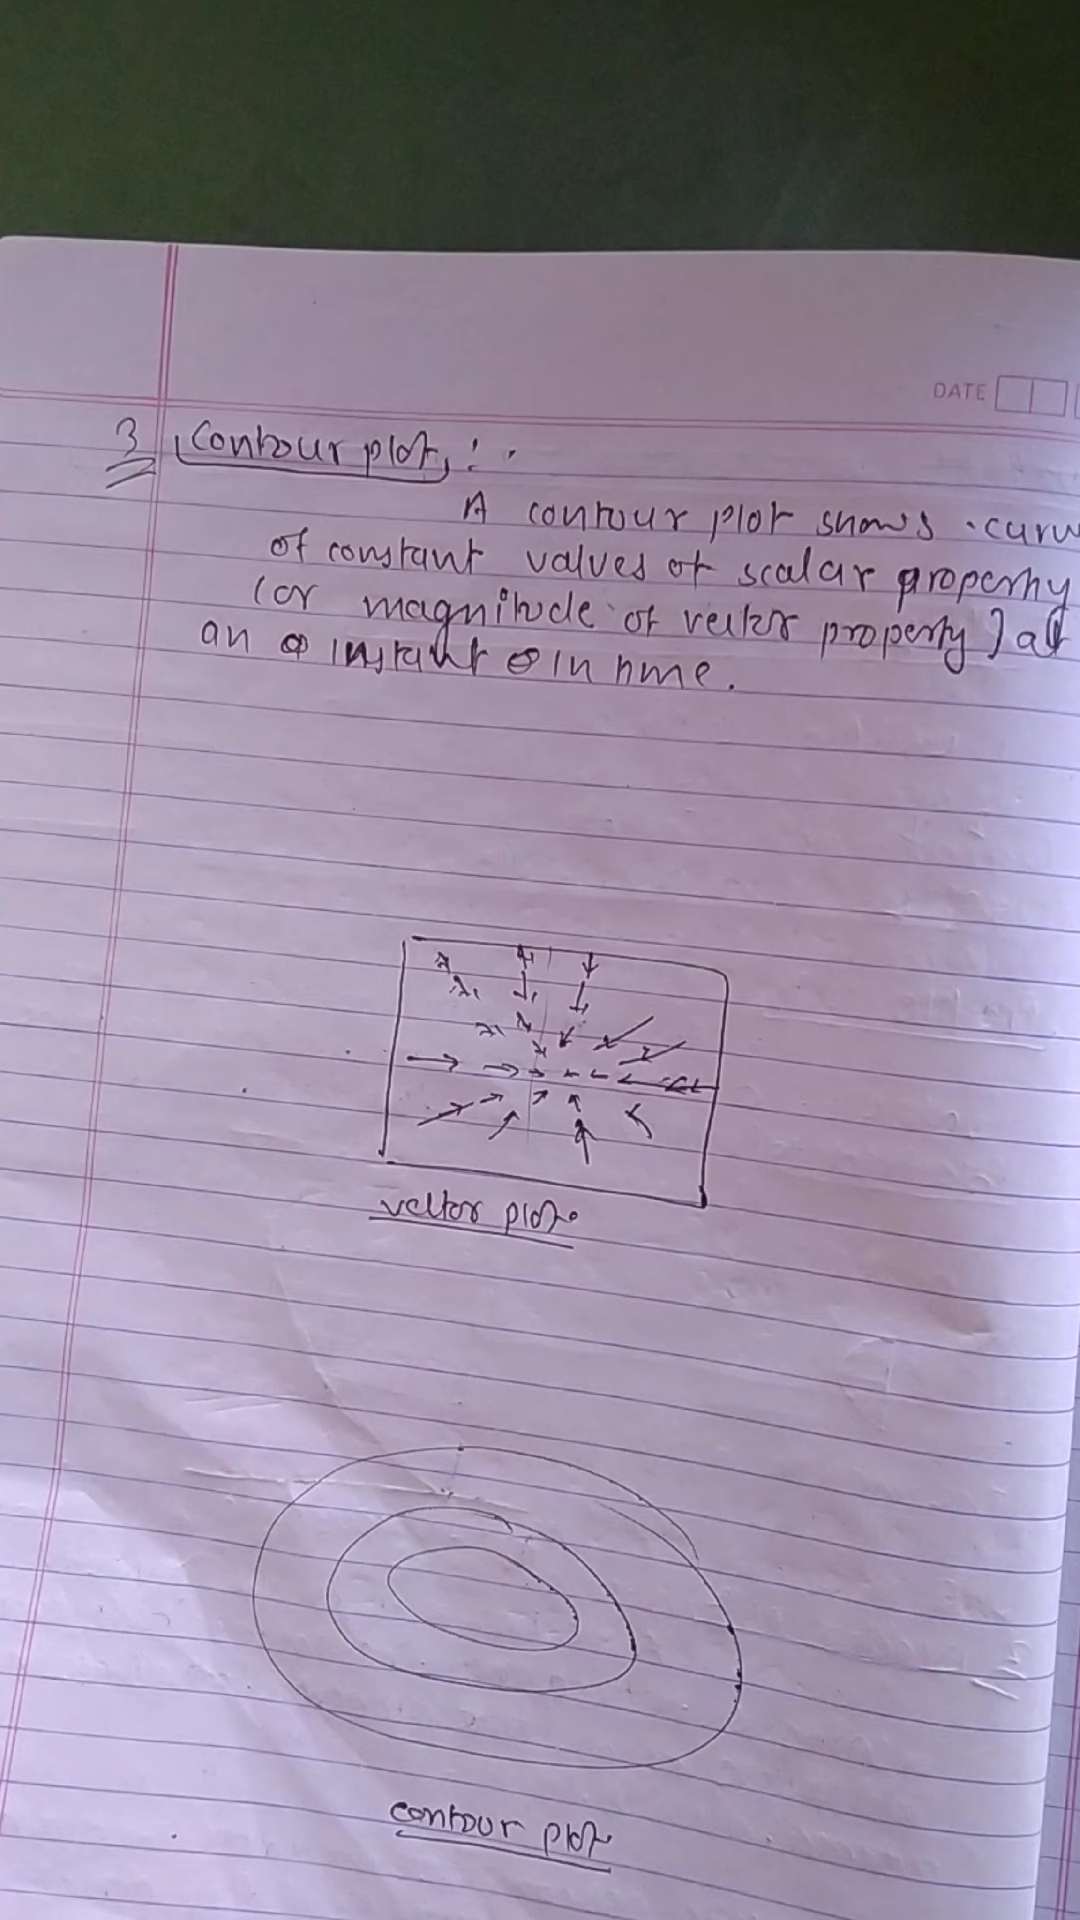 DATE
3 Contour plot :-
A contour plot shows curv
of constant values of scalar property
(or magnitude of vector property) at
an instant in time.
vector plot.
contour plot